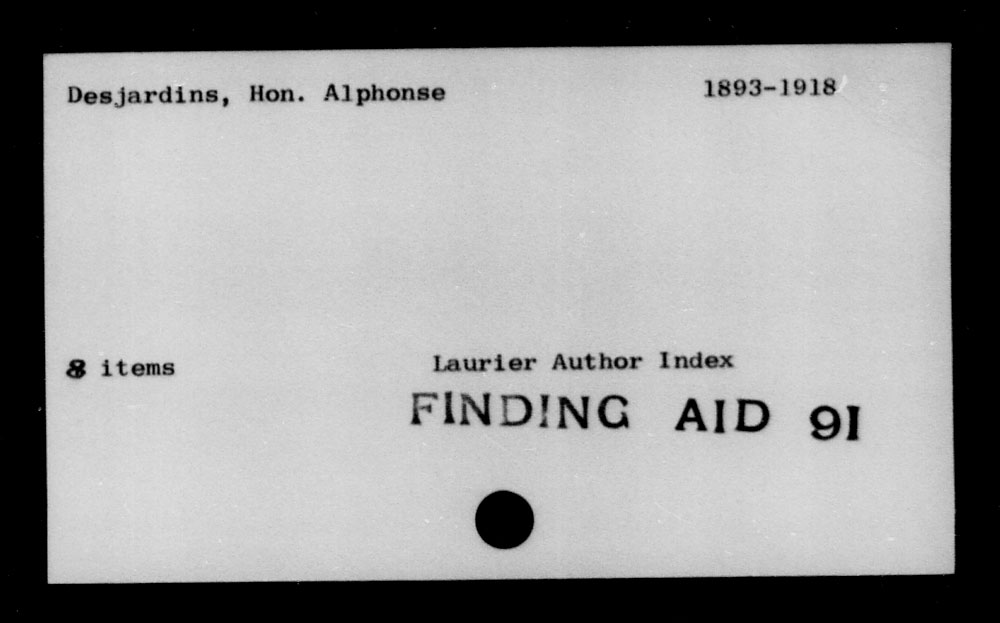 Desjardins, Hon. Alphonse 1893-1918
8 items Laurier Author Index
FINDING AID 91